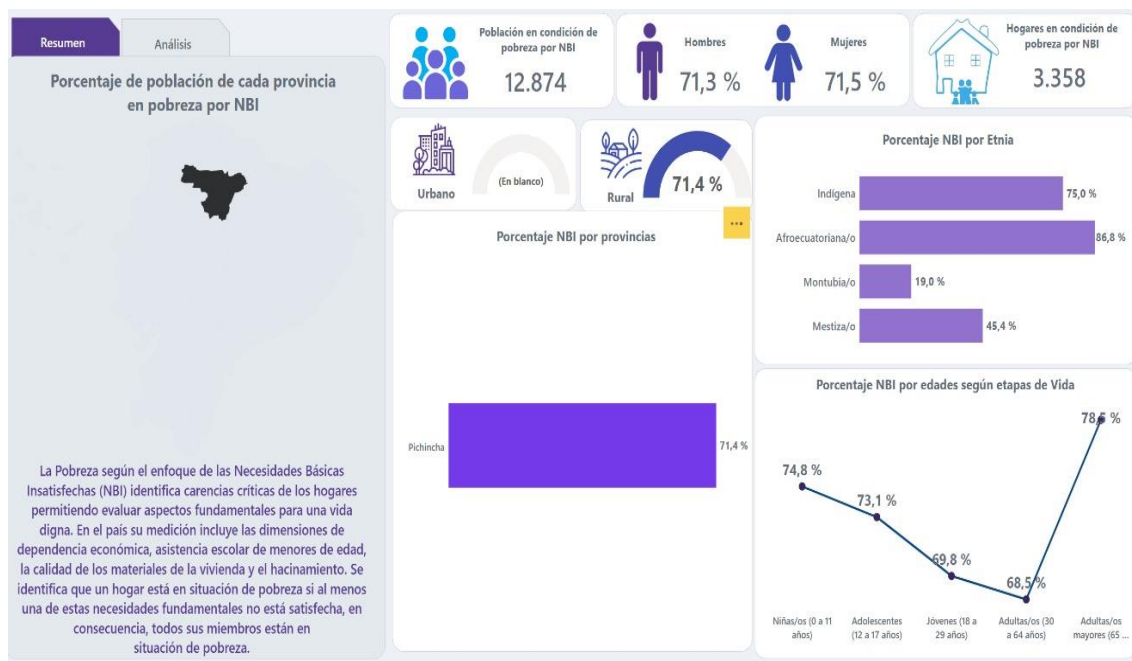 Resumen
Análisis
Porcentaje de población de cada provincia
en pobreza por NBI
La Pobreza según el enfoque de las Necesidades Básicas
Insatisfechas (NBI) identifica carencias críticas de los hogares
permitiendo evaluar aspectos fundamentales para una vida
digna. En el país su medición incluye las dimensiones de
dependencia económica, asistencia escolar de menores de edad,
la calidad de los materiales de la vivienda y el hacinamiento. Se
identifica que un hogar está en situación de pobreza si al menos
una de estas necesidades fundamentales no está satisfecha, en
consecuencia, todos sus miembros están en
situación de pobreza.
Población en condición de
pobreza por NBI
12.874
Hombres
71,3 %
Mujeres
71,5 %
Hogares en condición de
pobreza por NBI
3.358
Urbano
(En blanco)
Rural
71,4 %
...
Porcentaje NBI por provincias
Pichincha
71,4 %
Porcentaje NBI por Etnia
Indígena
75,0 %
Afroecuatoriana/o
86,8 %
Montubia/o
19,0 %
Mestiza/o
45,4 %
Porcentaje NBI por edades según etapas de Vida
74,8 %
73,1 %
69,8 %
68,5 %
78,5 %
Niñas/os (0 a 11
años)
Adolescentes
(12 a 17 años)
Jóvenes (18 a
29 años)
Adultas/os (30
a 64 años)
Adultas/os
mayores (65 ...